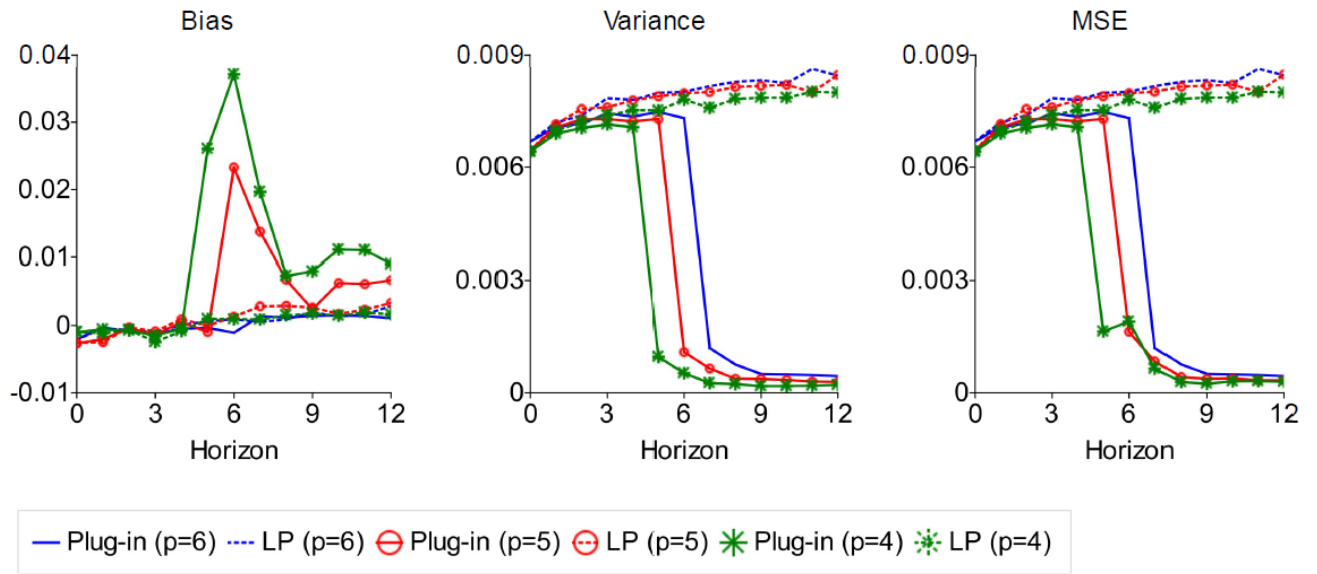 Bias
Variance
MSE
0.04
0.03
0.02
0.01
0
-0.01
0 3 6 9 12
Horizon
0.009
0.006
0.003
0
0 3 6 9 12
Horizon
0.009
0.006
0.003
0
0 3 6 9 12
Horizon
Plug-in (p=6) LP (p=6) Plug-in (p=5) LP (p=5) Plug-in (p=4) LP (p=4)